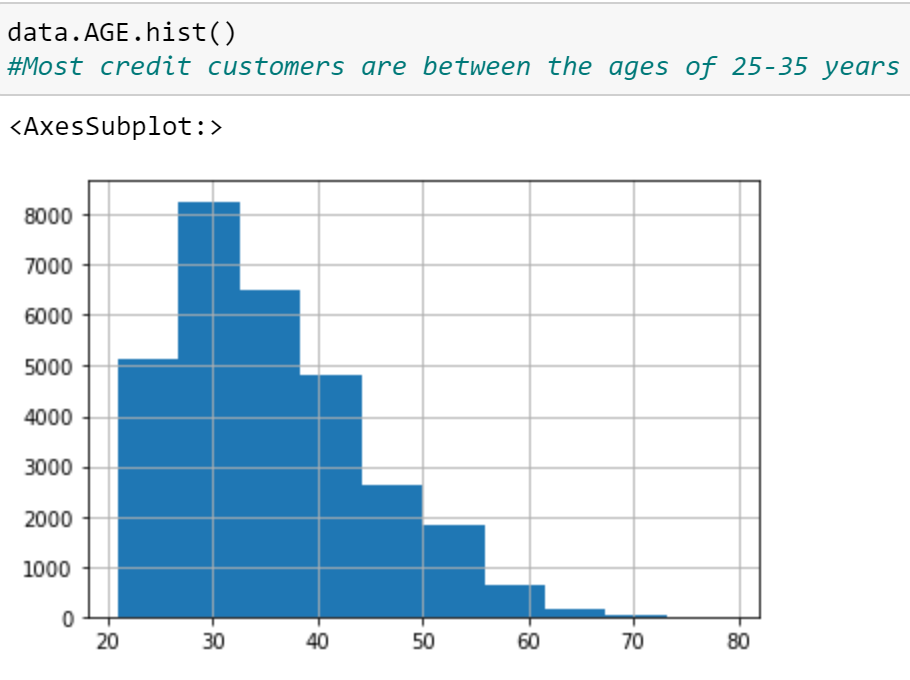 data.AGE.hist()
#Most credit customers are between the ages of 25-35 years
<AxesSubplot:>
8000
7000
6000
5000
4000
3000
2000
1000
0
20 30 40 50 60 70 80